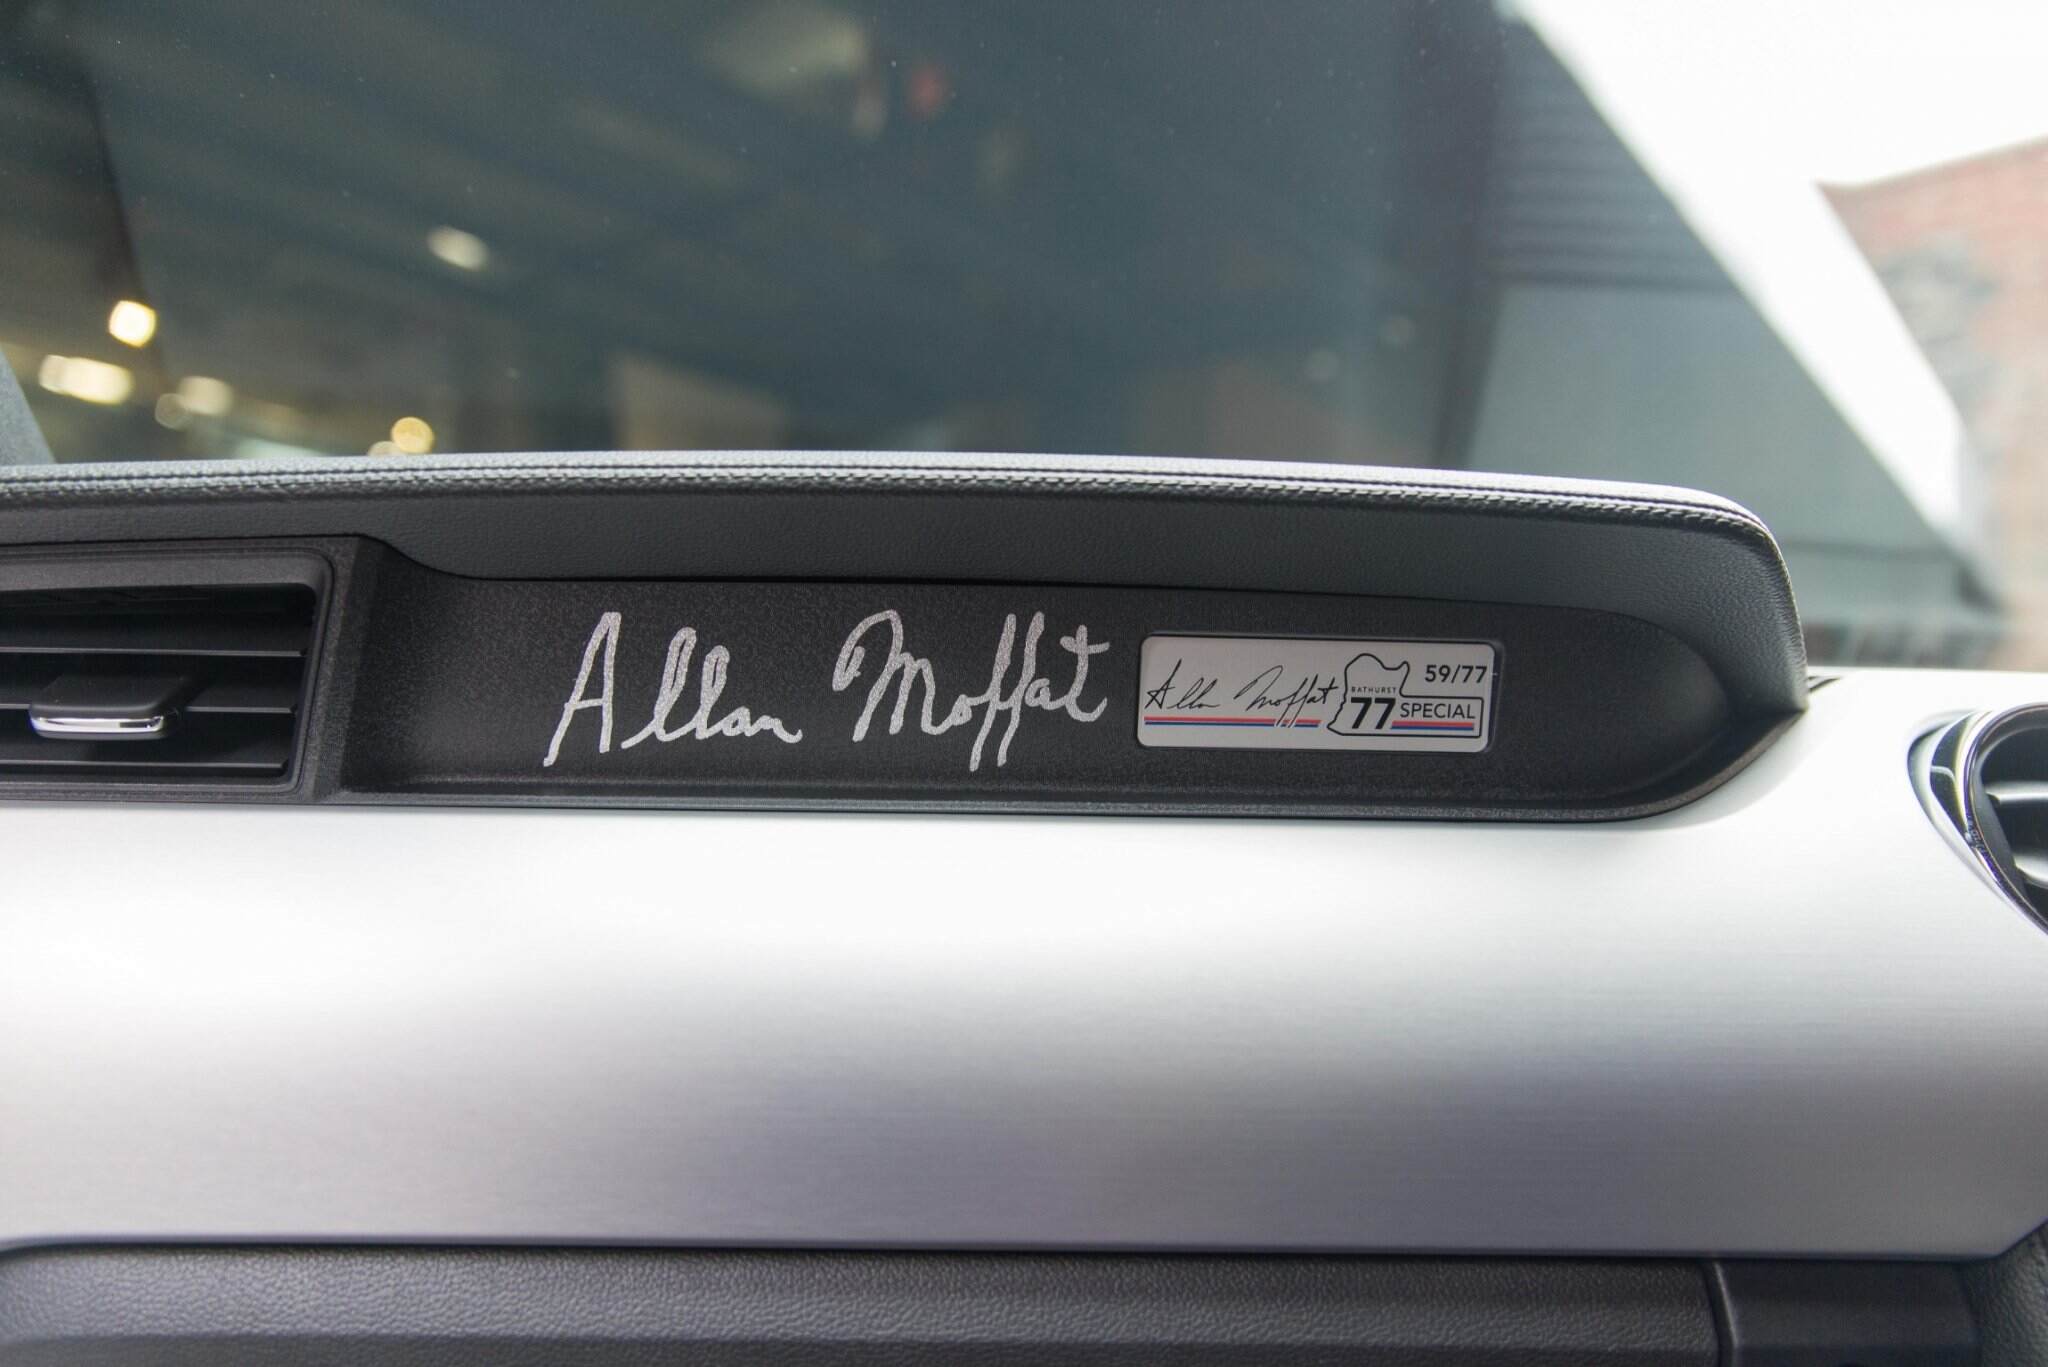 Allan Moffat
Allan Moffat
BATHURST
77 SPECIAL
59/77